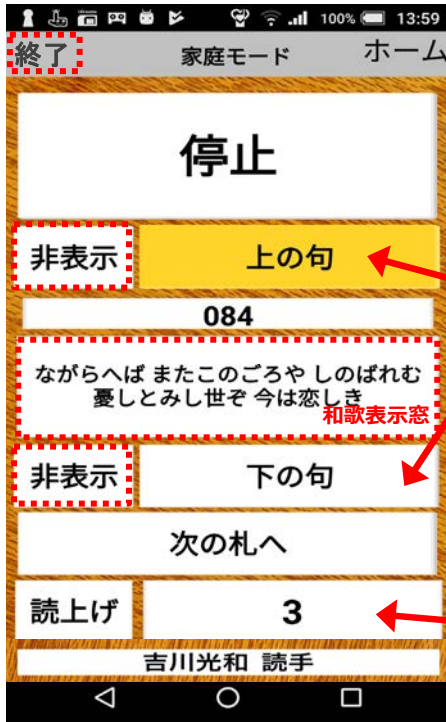 100% 13:59
終了 家庭モード ホーム
停止
非表示 上の句
084
ながらへば またこのごろや しのばれむ
憂しとみし世ぞ 今は恋しき
和歌表示窓
非表示 下の句
次の札へ
読上げ 3
吉川光和 読手